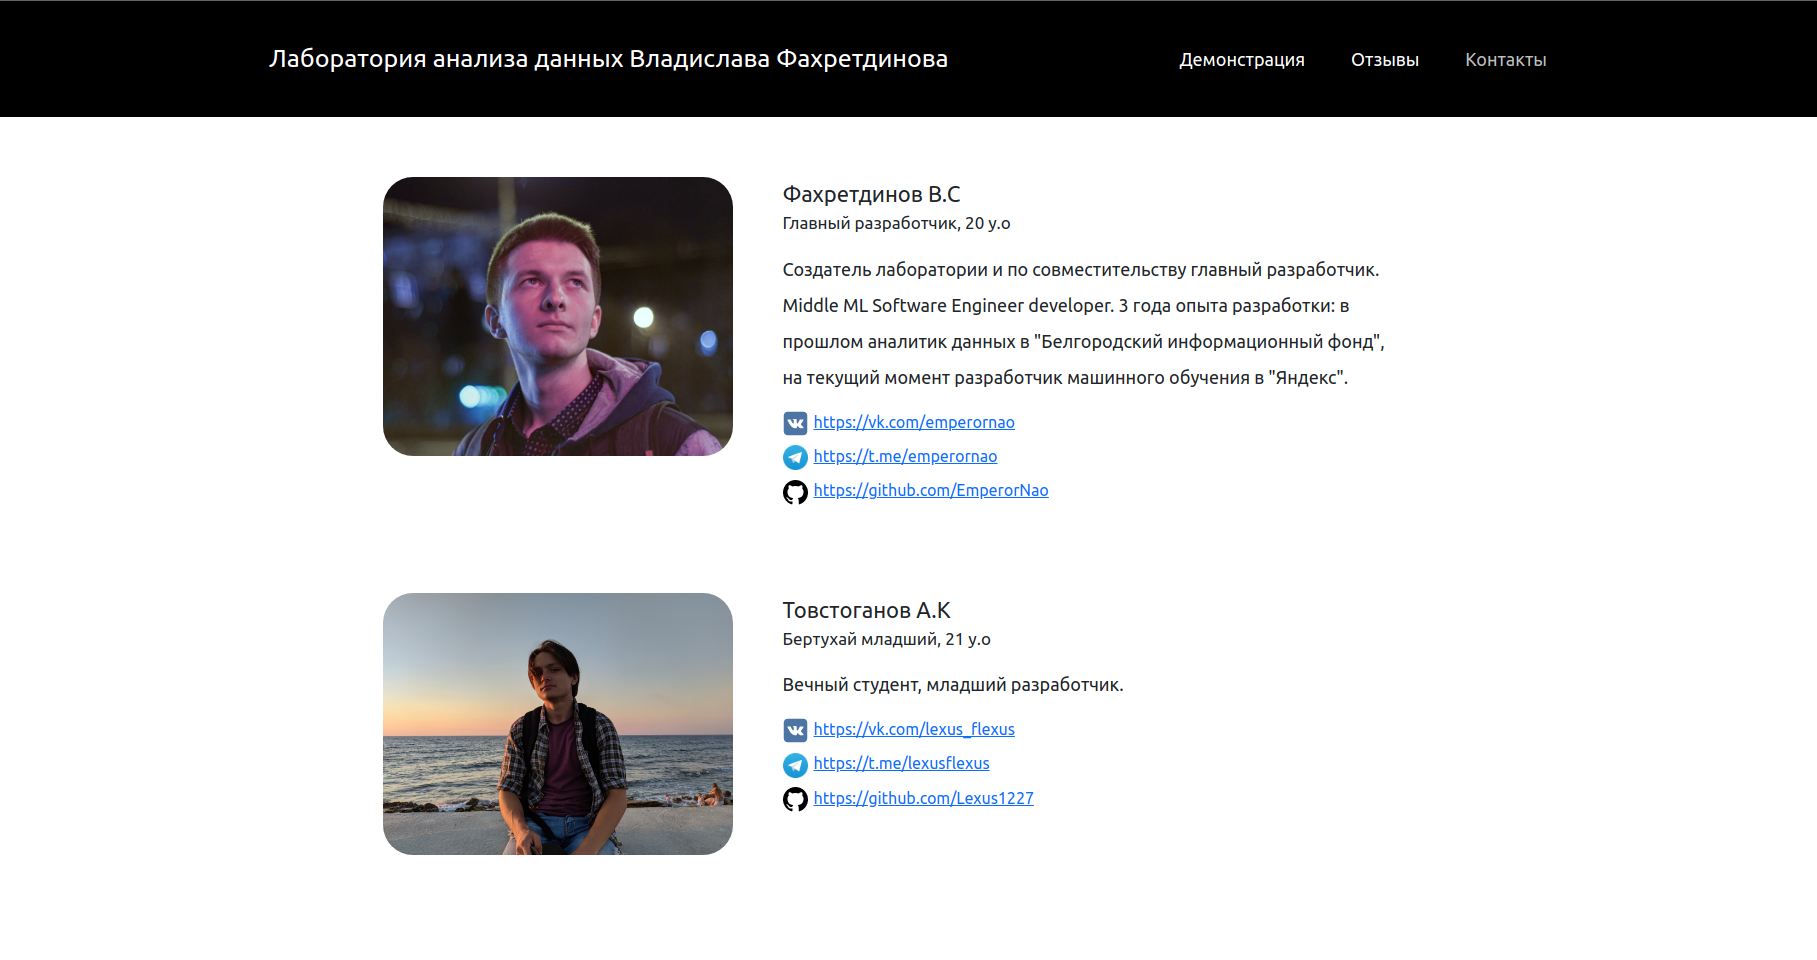 Лаборатория анализа данных Владислава Фахретдинова
Демонстрация
Отзывы
Контакты
Фахретдинов В.С
Главный разработчик, 20 y.o
Создатель лаборатории и по совместительству главный разработчик.
Middle ML Software Engineer developer. 3 года опыта разработки: в
прошлом аналитик данных в "Белгородский информационный фонд",
на текущий момент разработчик машинного обучения в "Яндекс".
https://vk.com/emperornao
https://t.me/emperornao
https://github.com/EmperorNao
Товстоганов А.К
Бертухай младший, 21 y.o
Вечный студент, младший разработчик.
https://vk.com/lexus_flexus
https://t.me/lexusflexus
https://github.com/Lexus1227